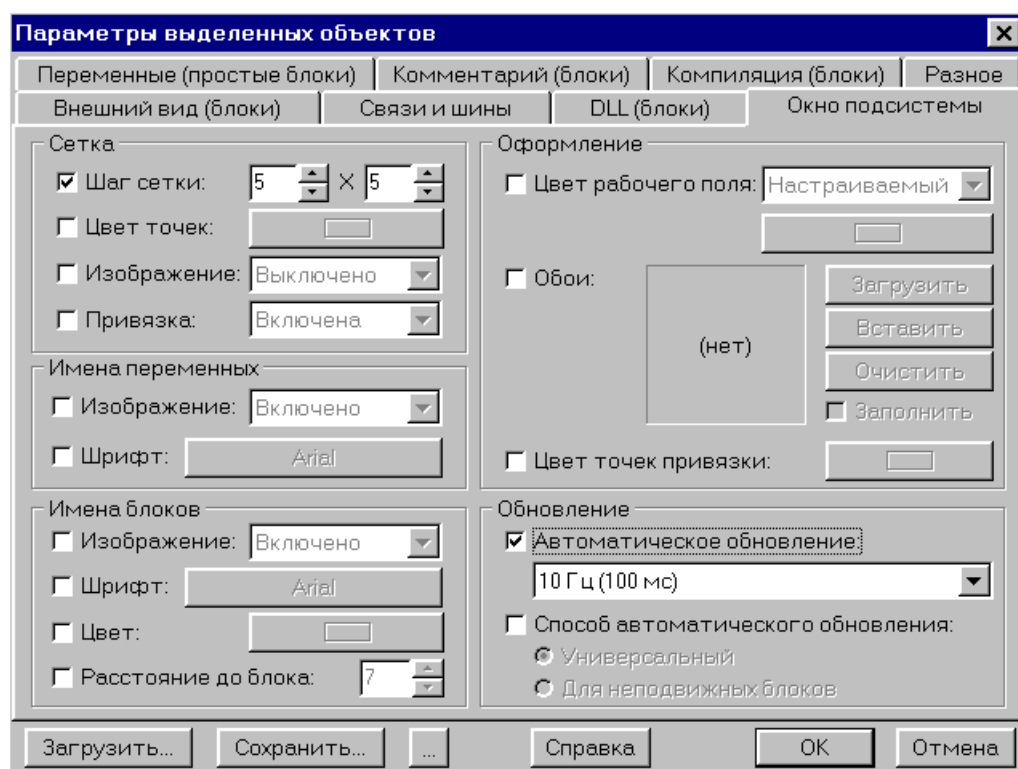 Параметры выделенных объектов
Переменные (простые блоки) Комментарий (блоки) Компиляция (блоки) Разное
Внешний вид (блоки) Связи и шины DLL (блоки) Окно подсистемы
Сетка
Шаг сетки: 5 X 5
Цвет точек:
Изображение: Выключено
Привязка: Включена
Имена переменных
Изображение: Включено
Шрифт: Arial
Имена блоков
Изображение: Включено
Шрифт: Arial
Цвет:
Расстояние до блока: 7
Оформление
Цвет рабочего поля: Настраиваемый
Обои:
(нет)
Загрузить
Вставить
Очистить
Заполнить
Цвет точек привязки:
Обновление
Автоматическое обновление:
10 Гц (100 мс)
Способ автоматического обновления:
Универсальный
Для неподвижных блоков
Загрузить... Сохранить... ... Справка OK Отмена